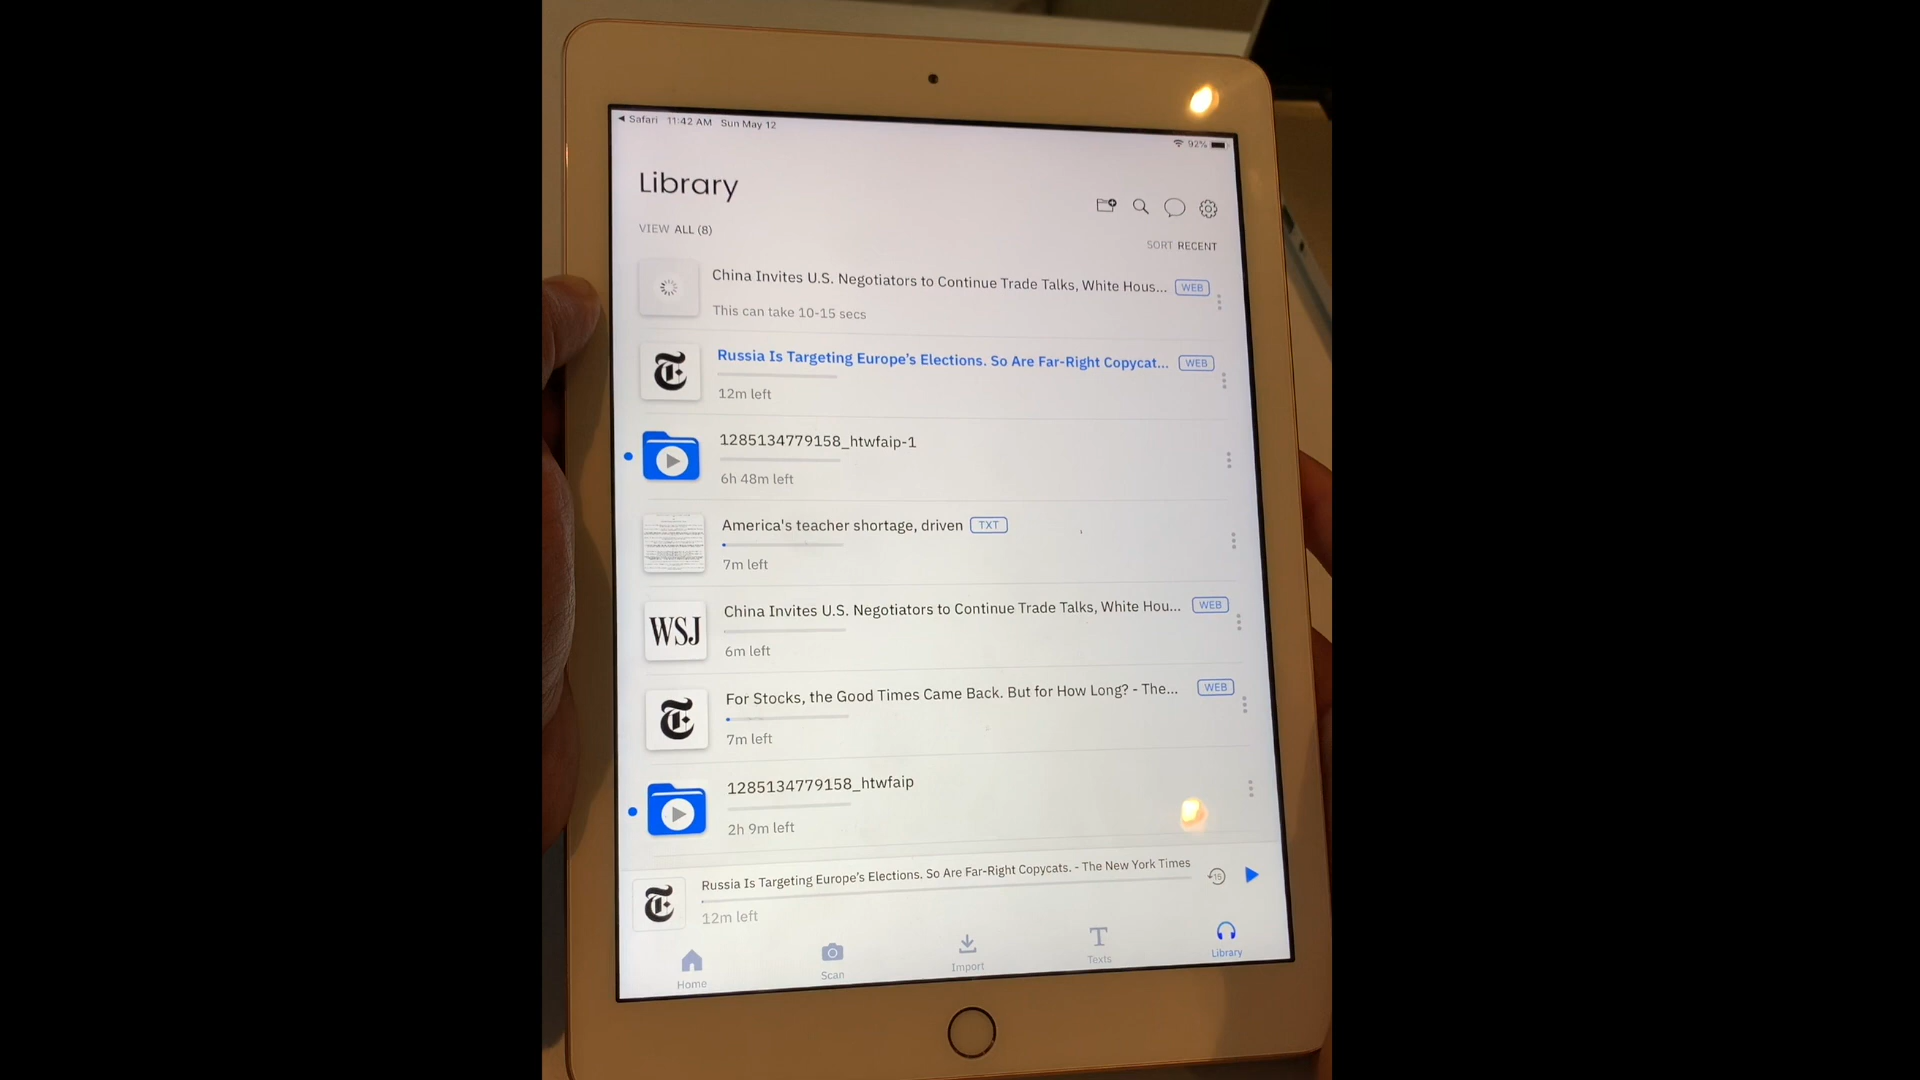 Safari 11:42 AM Sun May 12
92%
Library
VIEW ALL (8)
SORT RECENT
China Invites U.S. Negotiators to Continue Trade Talks, White Hous... WEB
This can take 10-15 secs
Russia Is Targeting Europe's Elections. So Are Far-Right Copycat... WEB
12m left
1285134779158_htwfaip-1
6h 48m left
America's teacher shortage, driven TXT
7m left
WSJ
China Invites U.S. Negotiators to Continue Trade Talks, White Hou... WEB
6m left
For Stocks, the Good Times Came Back. But for How Long? - The... WEB
7m left
1285134779158_htwfaip
2h 9m left
Russia Is Targeting Europe's Elections. So Are Far-Right Copycats. - The New York Times
15
12m left
Home
Scan
Import
Texts
Library